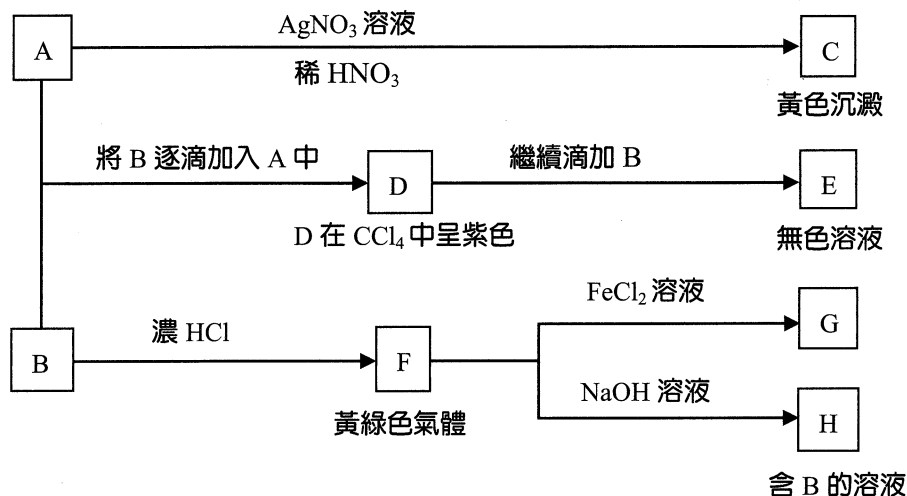 AgNO₃ 溶液
A
C
稀 HNO₃
黃色沉澱
將 B 逐滴加入 A 中
繼續滴加 B
D
E
D 在 CCl₄ 中呈紫色
無色溶液
FeCl₂ 溶液
濃 HCl
G
B
F
NaOH 溶液
黃綠色氣體
H
含 B 的溶液